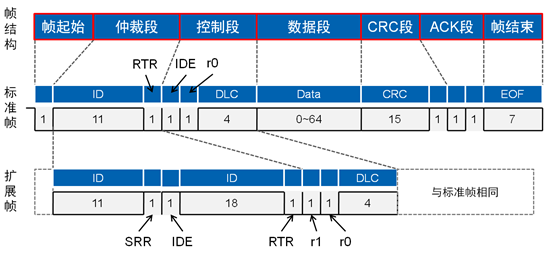 帧结构
帧起始 仲裁段 控制段 数据段 CRC段 ACK段 帧结束
RTR IDE r0
标准帧
ID DLC Data CRC EOF
1 11 1 1 1 4 0~64 15 1 1 1 7
扩展帧
ID ID DLC
11 1 1 18 1 1 1 4 与标准帧相同
SRR IDE RTR r1 r0